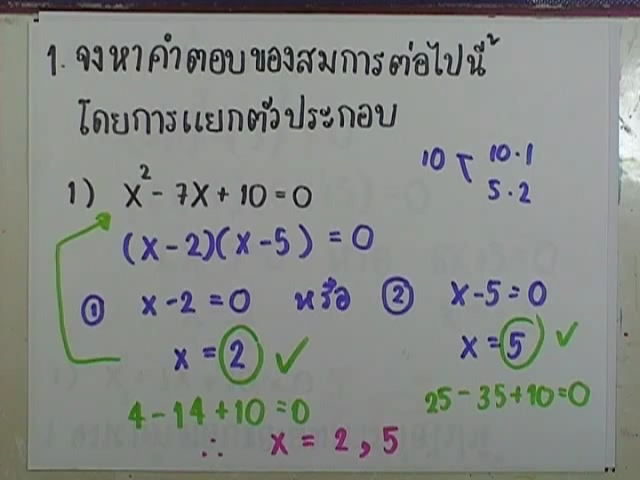 1. จงหาคำตอบของสมการต่อไปนี้
โดยการแยกตัวประกอบ
10 10·1
5·2
1) x² - 7x + 10 = 0
(x-2)(x-5) = 0
① x-2=0 หรือ ② x-5=0
x = 2 ✓ x = 5 ✓
4-14+10=0 25-35+10=0
∴ x = 2, 5